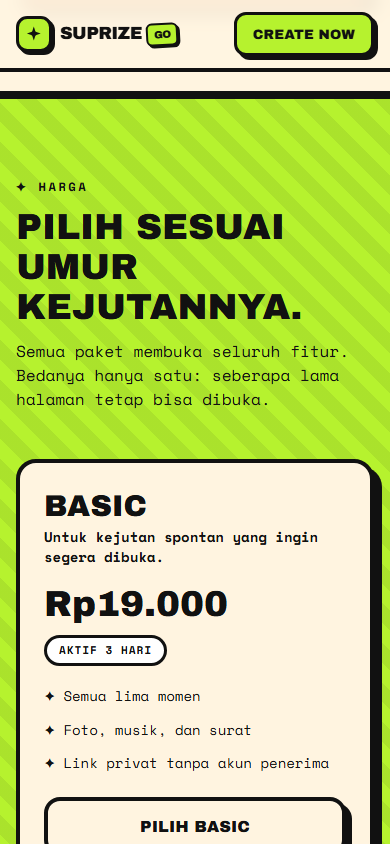 SUPRIZE GO
CREATE NOW
✦ HARGA
PILIH SESUAI
UMUR
KEJUTANNYA.
Semua paket membuka seluruh fitur.
Bedanya hanya satu: seberapa lama
halaman tetap bisa dibuka.
BASIC
Untuk kejutan spontan yang ingin
segera dibuka.
Rp19.000
AKTIF 3 HARI
✦ Semua lima momen
✦ Foto, musik, dan surat
✦ Link privat tanpa akun penerima
PILIH BASIC